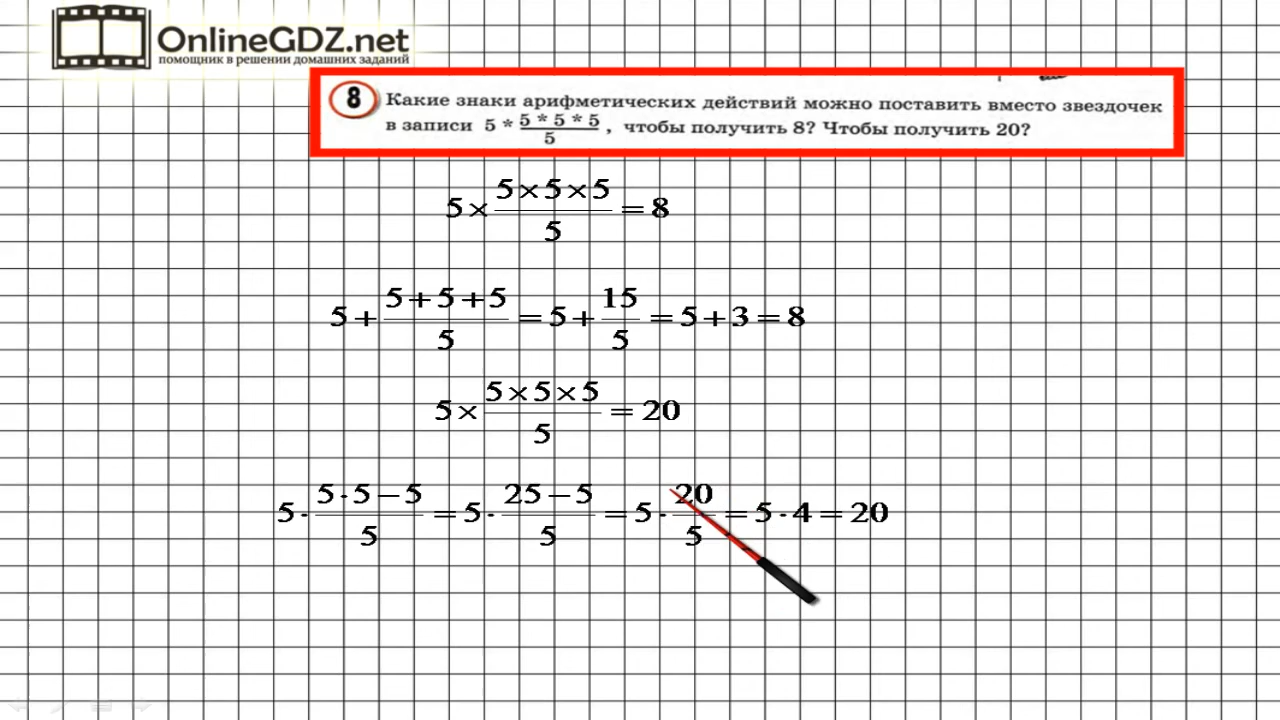 OnlineGDZ.net
помощник в решении домашних заданий
8 Какие знаки арифметических действий можно поставить вместо звездочек
в записи 5 * (5 * 5 * 5)/5 , чтобы получить 8? Чтобы получить 20?
5 × (5 × 5 × 5)/5 = 8
5 + (5 + 5 + 5)/5 = 5 + 15/5 = 5 + 3 = 8
5 × (5 × 5 × 5)/5 = 20
5 · (5 · 5 − 5)/5 = 5 · (25 − 5)/5 = 5 · 20/5 = 5 · 4 = 20